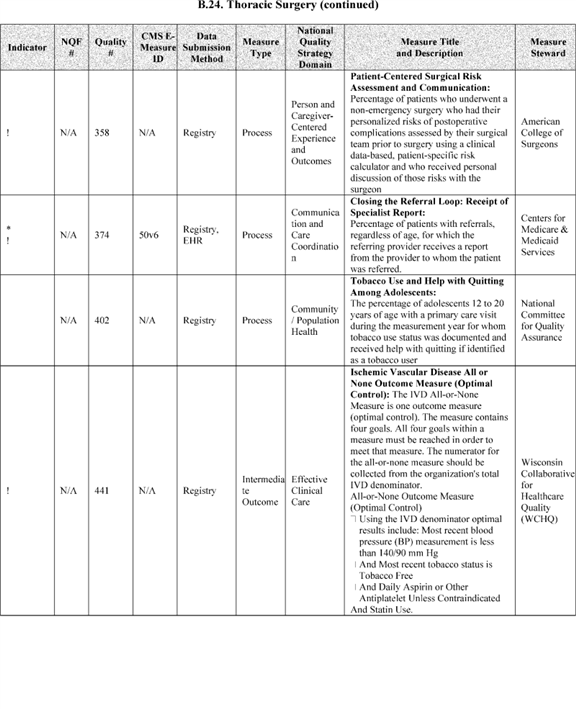 B.24. Thoracic Surgery (continued)
Indicator
NQF
#
Quality
#
CMS E-
Measure
ID
Data
Submission
Method
Measure
Type
National
Quality
Strategy
Domain
Measure Title
and Description
Measure
Steward
!
N/A
358
N/A
Registry
Process
Person and
Caregiver-
Centered
Experience
and
Outcomes
Patient-Centered Surgical Risk
Assessment and Communication:
Percentage of patients who underwent a
non-emergency surgery who had their
personalized risks of postoperative
complications assessed by their surgical
team prior to surgery using a clinical
data-based, patient-specific risk
calculator and who received personal
discussion of those risks with the
surgeon
American
College of
Surgeons
*
!
N/A
374
50v6
Registry,
EHR
Process
Communica
tion and
Care
Coordinatio
n
Closing the Referral Loop: Receipt of
Specialist Report:
Percentage of patients with referrals,
regardless of age, for which the
referring provider receives a report
from the provider to whom the patient
was referred.
Centers for
Medicare &
Medicaid
Services
N/A
402
N/A
Registry
Process
Community
/ Population
Health
Tobacco Use and Help with Quitting
Among Adolescents:
The percentage of adolescents 12 to 20
years of age with a primary care visit
during the measurement year for whom
tobacco use status was documented and
received help with quitting if identified
as a tobacco user
National
Committee
for Quality
Assurance
!
N/A
441
N/A
Registry
Intermedia
te
Outcome
Effective
Clinical
Care
Ischemic Vascular Disease All or
None Outcome Measure (Optimal
Control): The IVD All-or-None
Measure is one outcome measure
(optimal control). The measure contains
four goals. All four goals within a
measure must be reached in order to
meet that measure. The numerator for
the all-or-none measure should be
collected from the organization's total
IVD denominator.
All-or-None Outcome Measure
(Optimal Control)
Using the IVD denominator optimal
results include: Most recent blood
pressure (BP) measurement is less
than 140/90 mm Hg
And Most recent tobacco status is
Tobacco Free
And Daily Aspirin or Other
Antiplatelet Unless Contraindicated
And Statin Use.
Wisconsin
Collaborative
for
Healthcare
Quality
(WCHQ)